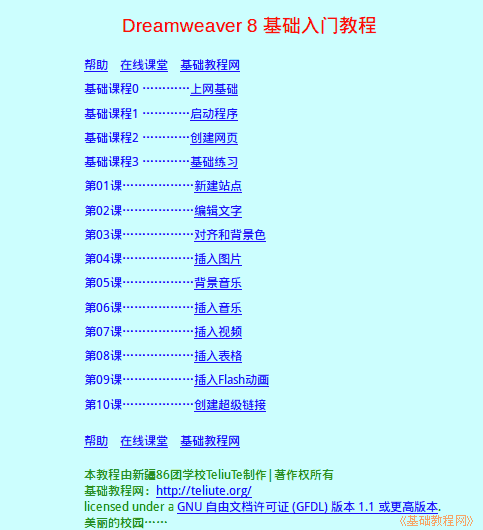 Dreamweaver 8 基础入门教程
帮助 在线课堂 基础教程网
基础课程0 …………上网基础
基础课程1 …………启动程序
基础课程2 …………创建网页
基础课程3 …………基础练习
第01课………………新建站点
第02课………………编辑文字
第03课………………对齐和背景色
第04课………………插入图片
第05课………………背景音乐
第06课………………插入音乐
第07课………………插入视频
第08课………………插入表格
第09课………………插入Flash动画
第10课………………创建超级链接
帮助 在线课堂 基础教程网
本教程由新疆86团学校TeliuTe制作|著作权所有
基础教程网：http://teliute.org/
licensed under a GNU 自由文档许可证 (GFDL) 版本 1.1 或更高版本.
美丽的校园……
《基础教程网》